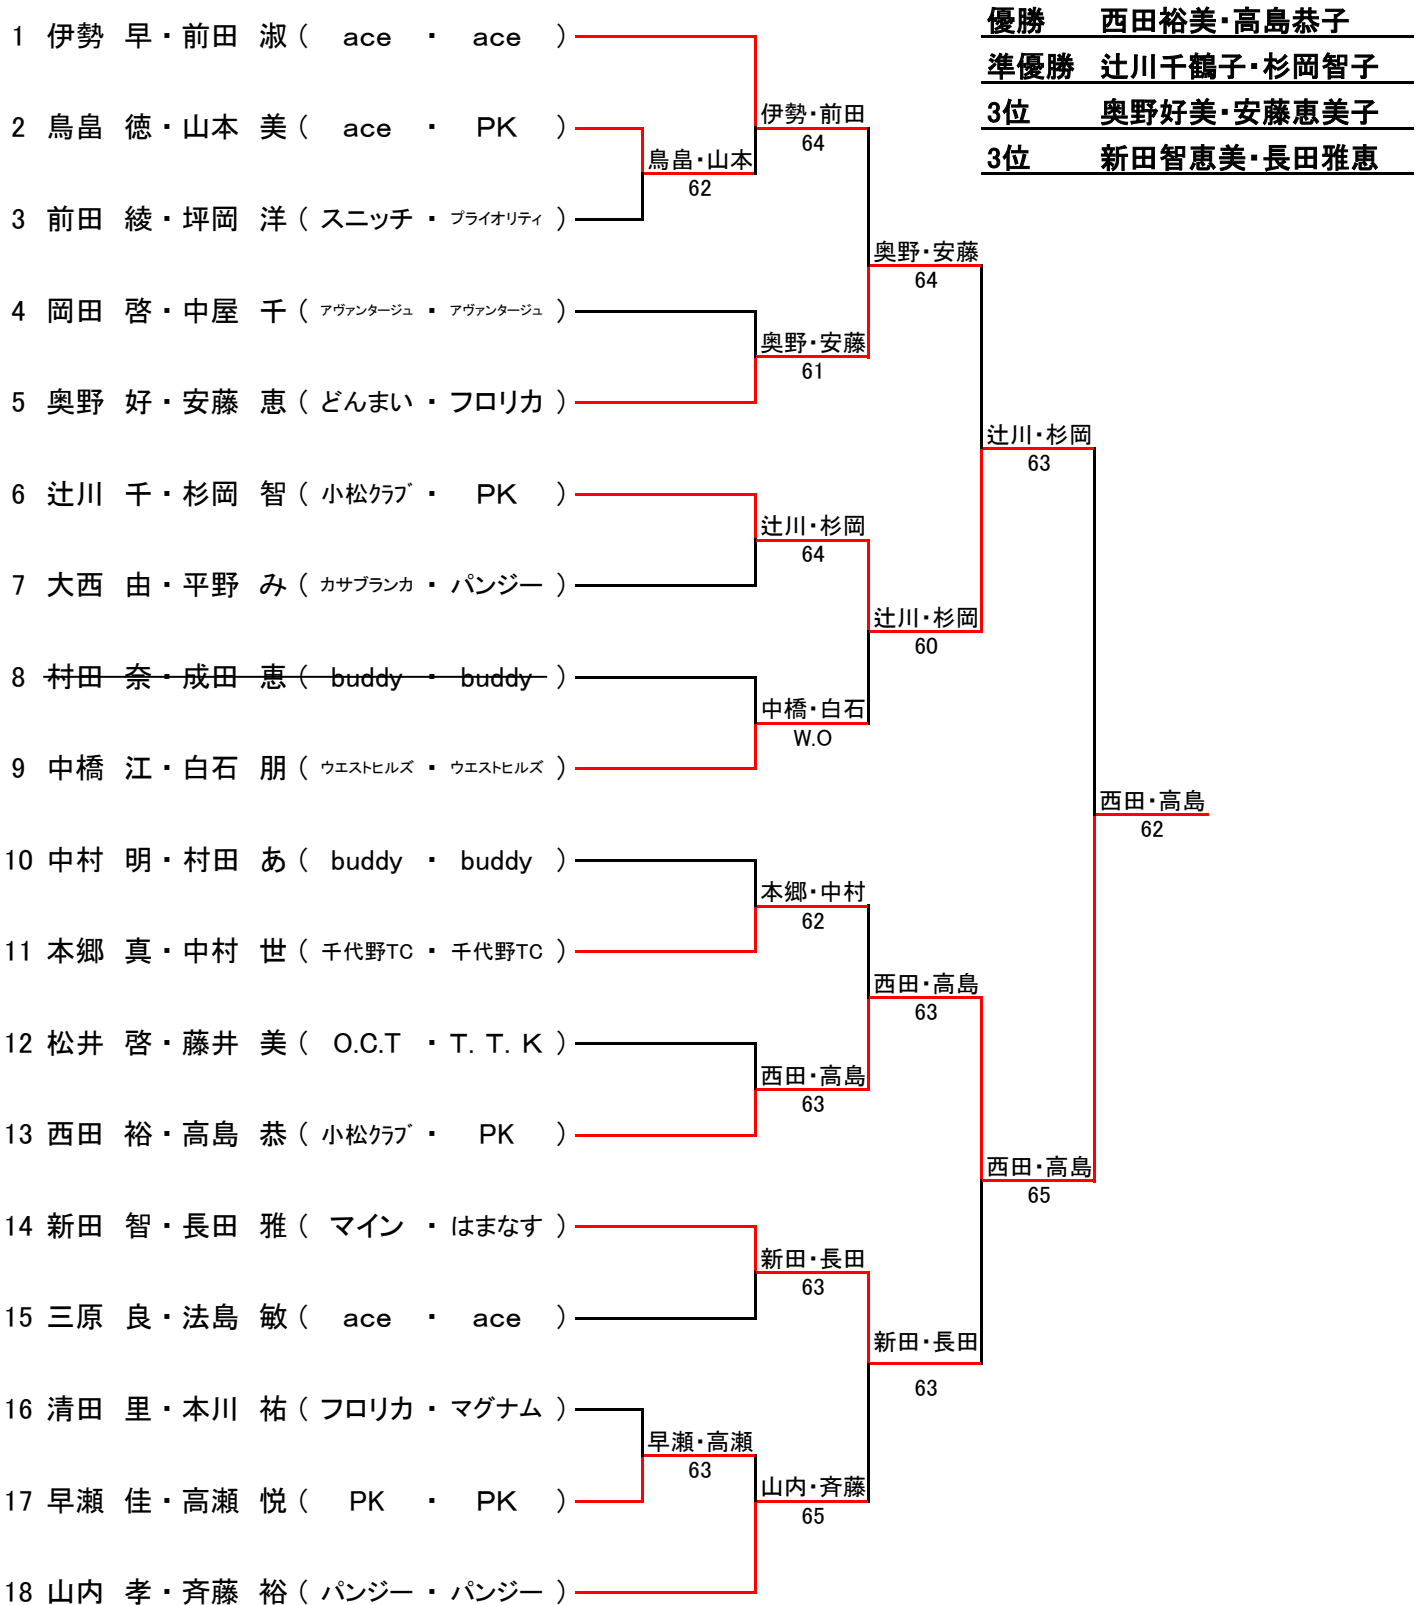 優勝 西田裕美・高島恭子
準優勝 辻川千鶴子・杉岡智子
3位 奥野好美・安藤恵美子
3位 新田智恵美・長田雅恵
1 伊勢 早・前田 淑 ( ace ・ ace )
2 鳥畠 徳・山本 美 ( ace ・ PK )
3 前田 綾・坪岡 洋 ( スニッチ ・ プライオリティ )
4 岡田 啓・中屋 千 ( アヴァンタージュ ・ アヴァンタージュ )
5 奥野 好・安藤 恵 ( どんまい ・ フロリカ )
6 辻川 千・杉岡 智 ( 小松クラブ ・ PK )
7 大西 由・平野 み ( カサブランカ ・ パンジー )
8 村田 奈・成田 恵 ( buddy ・ buddy )
9 中橋 江・白石 朋 ( ウエストヒルズ ・ ウエストヒルズ )
10 中村 明・村田 あ ( buddy ・ buddy )
11 本郷 真・中村 世 ( 千代野TC ・ 千代野TC )
12 松井 啓・藤井 美 ( O.C.T ・ T. T. K )
13 西田 裕・高島 恭 ( 小松クラブ ・ PK )
14 新田 智・長田 雅 ( マイン ・ はまなす )
15 三原 良・法島 敏 ( ace ・ ace )
16 清田 里・本川 祐 ( フロリカ ・ マグナム )
17 早瀬 佳・高瀬 悦 ( PK ・ PK )
18 山内 孝・斉藤 裕 ( パンジー ・ パンジー )
鳥畠・山本
62
早瀬・高瀬
63
伊勢・前田
64
奥野・安藤
61
辻川・杉岡
64
中橋・白石
W.O
本郷・中村
62
西田・高島
63
新田・長田
63
山内・斉藤
65
奥野・安藤
64
辻川・杉岡
60
西田・高島
63
新田・長田
63
辻川・杉岡
63
西田・高島
65
西田・高島
62